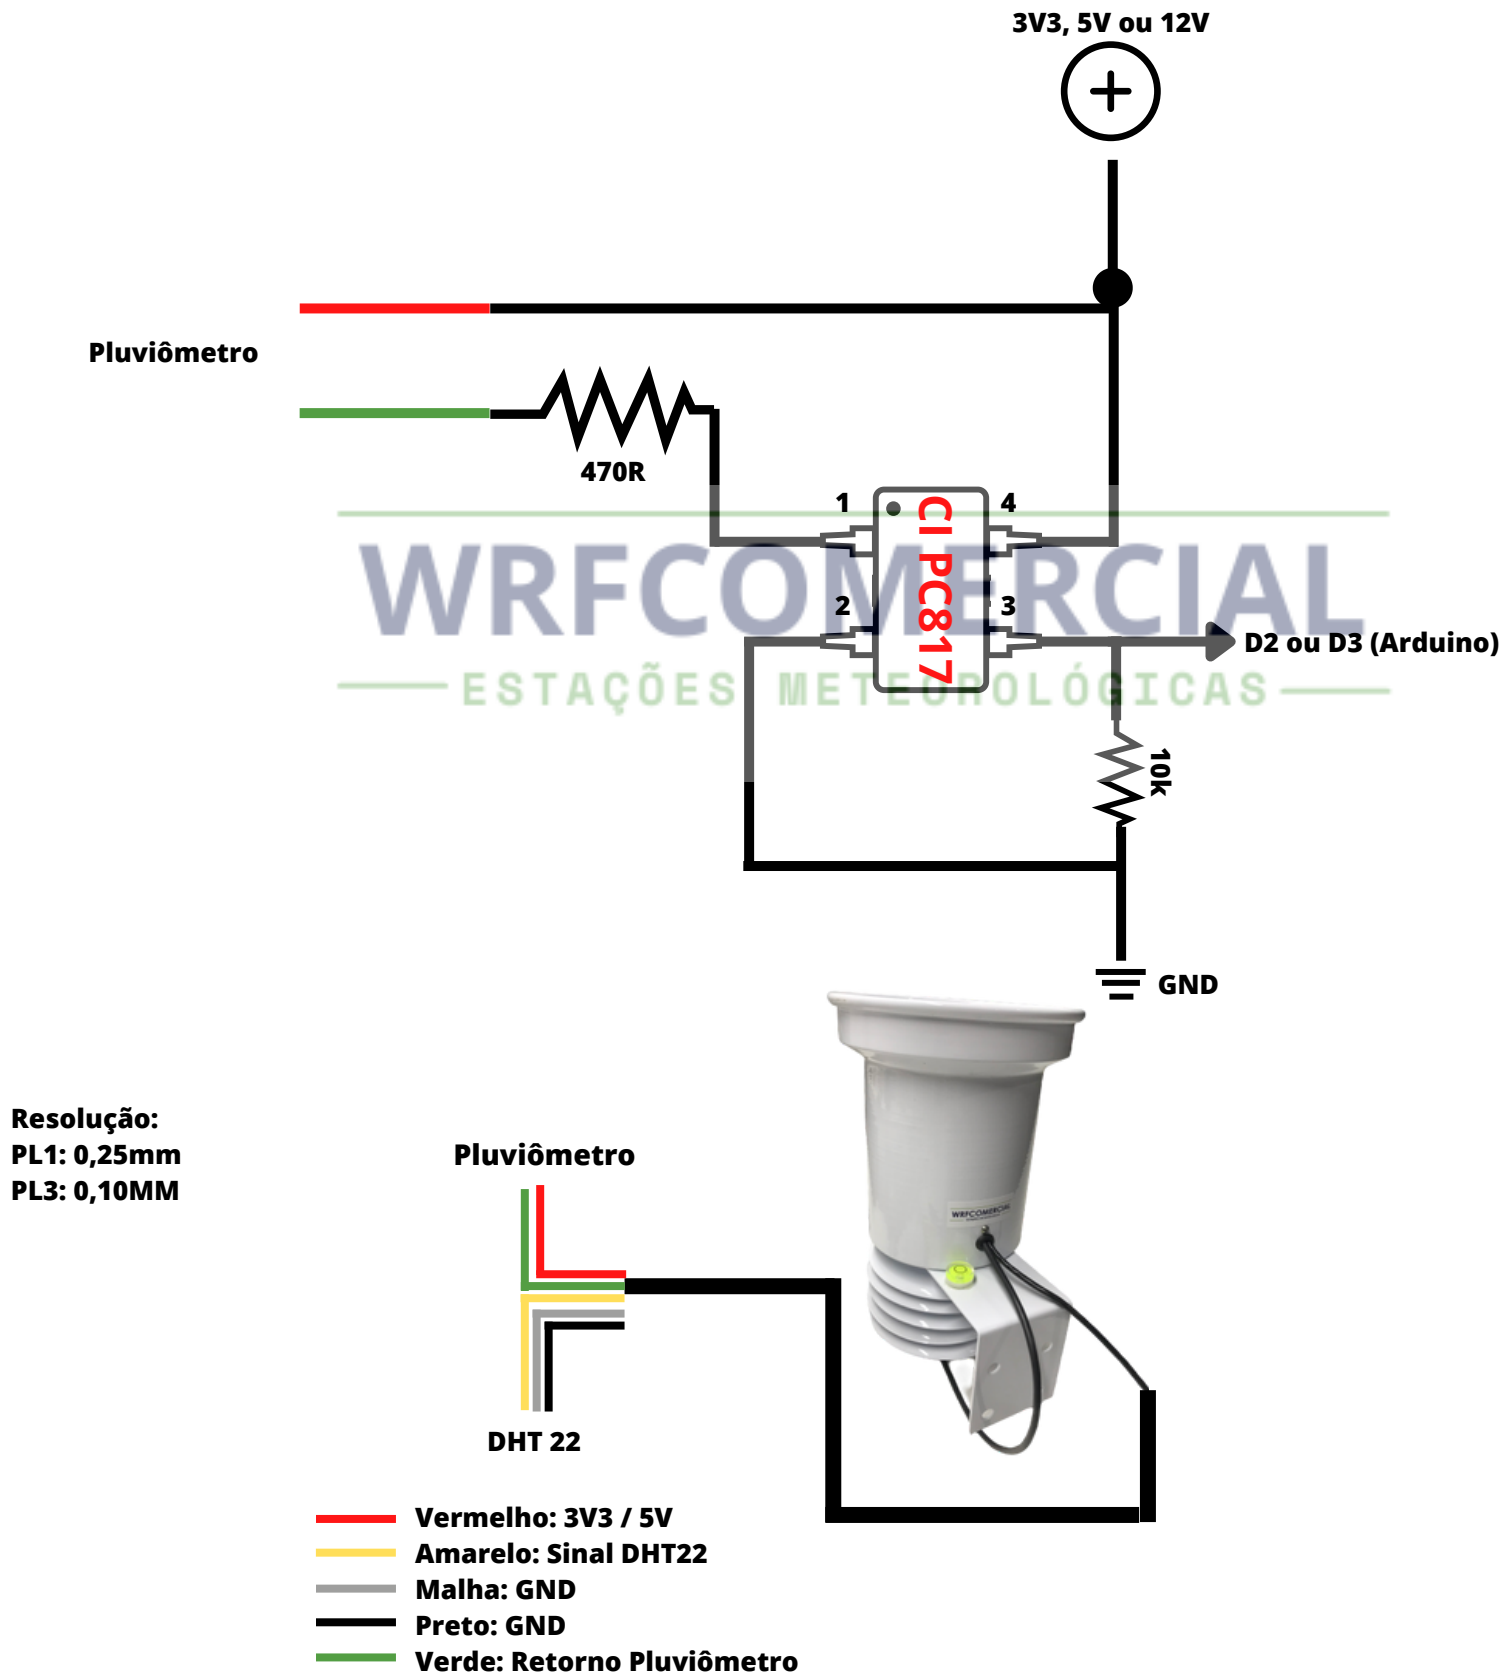 3V3, 5V ou 12V
Pluviômetro
470R
1
4
CI PC817
WRFCOMERCIAL
2
3
D2 ou D3 (Arduino)
ESTAÇÕES METEOROLÓGICAS
10k
GND
Resolução:
PL1: 0,25mm
PL3: 0,10MM
Pluviômetro
WRFCOMERCIAL
DHT 22
Vermelho: 3V3 / 5V
Amarelo: Sinal DHT22
Malha: GND
Preto: GND
Verde: Retorno Pluviômetro